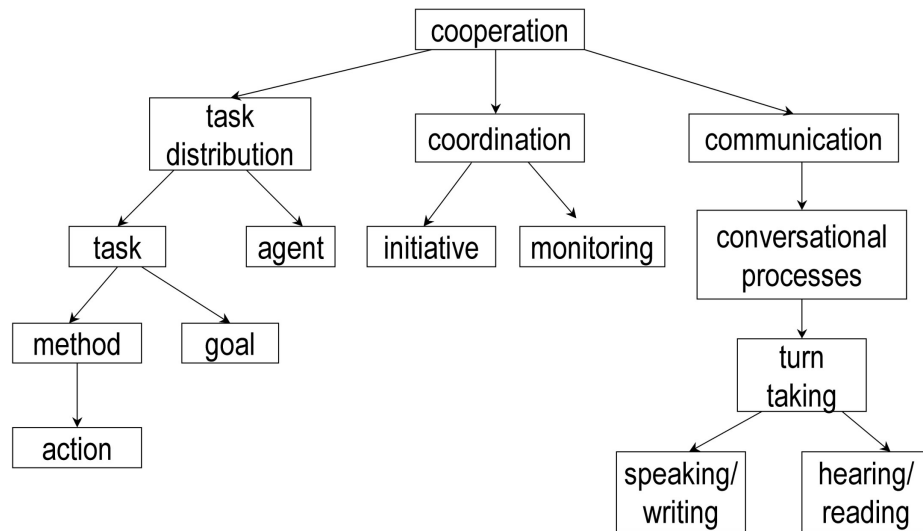 cooperation
task
distribution
coordination
communication
task
agent
initiative
monitoring
conversational
processes
method
goal
turn
taking
action
speaking/
writing
hearing/
reading